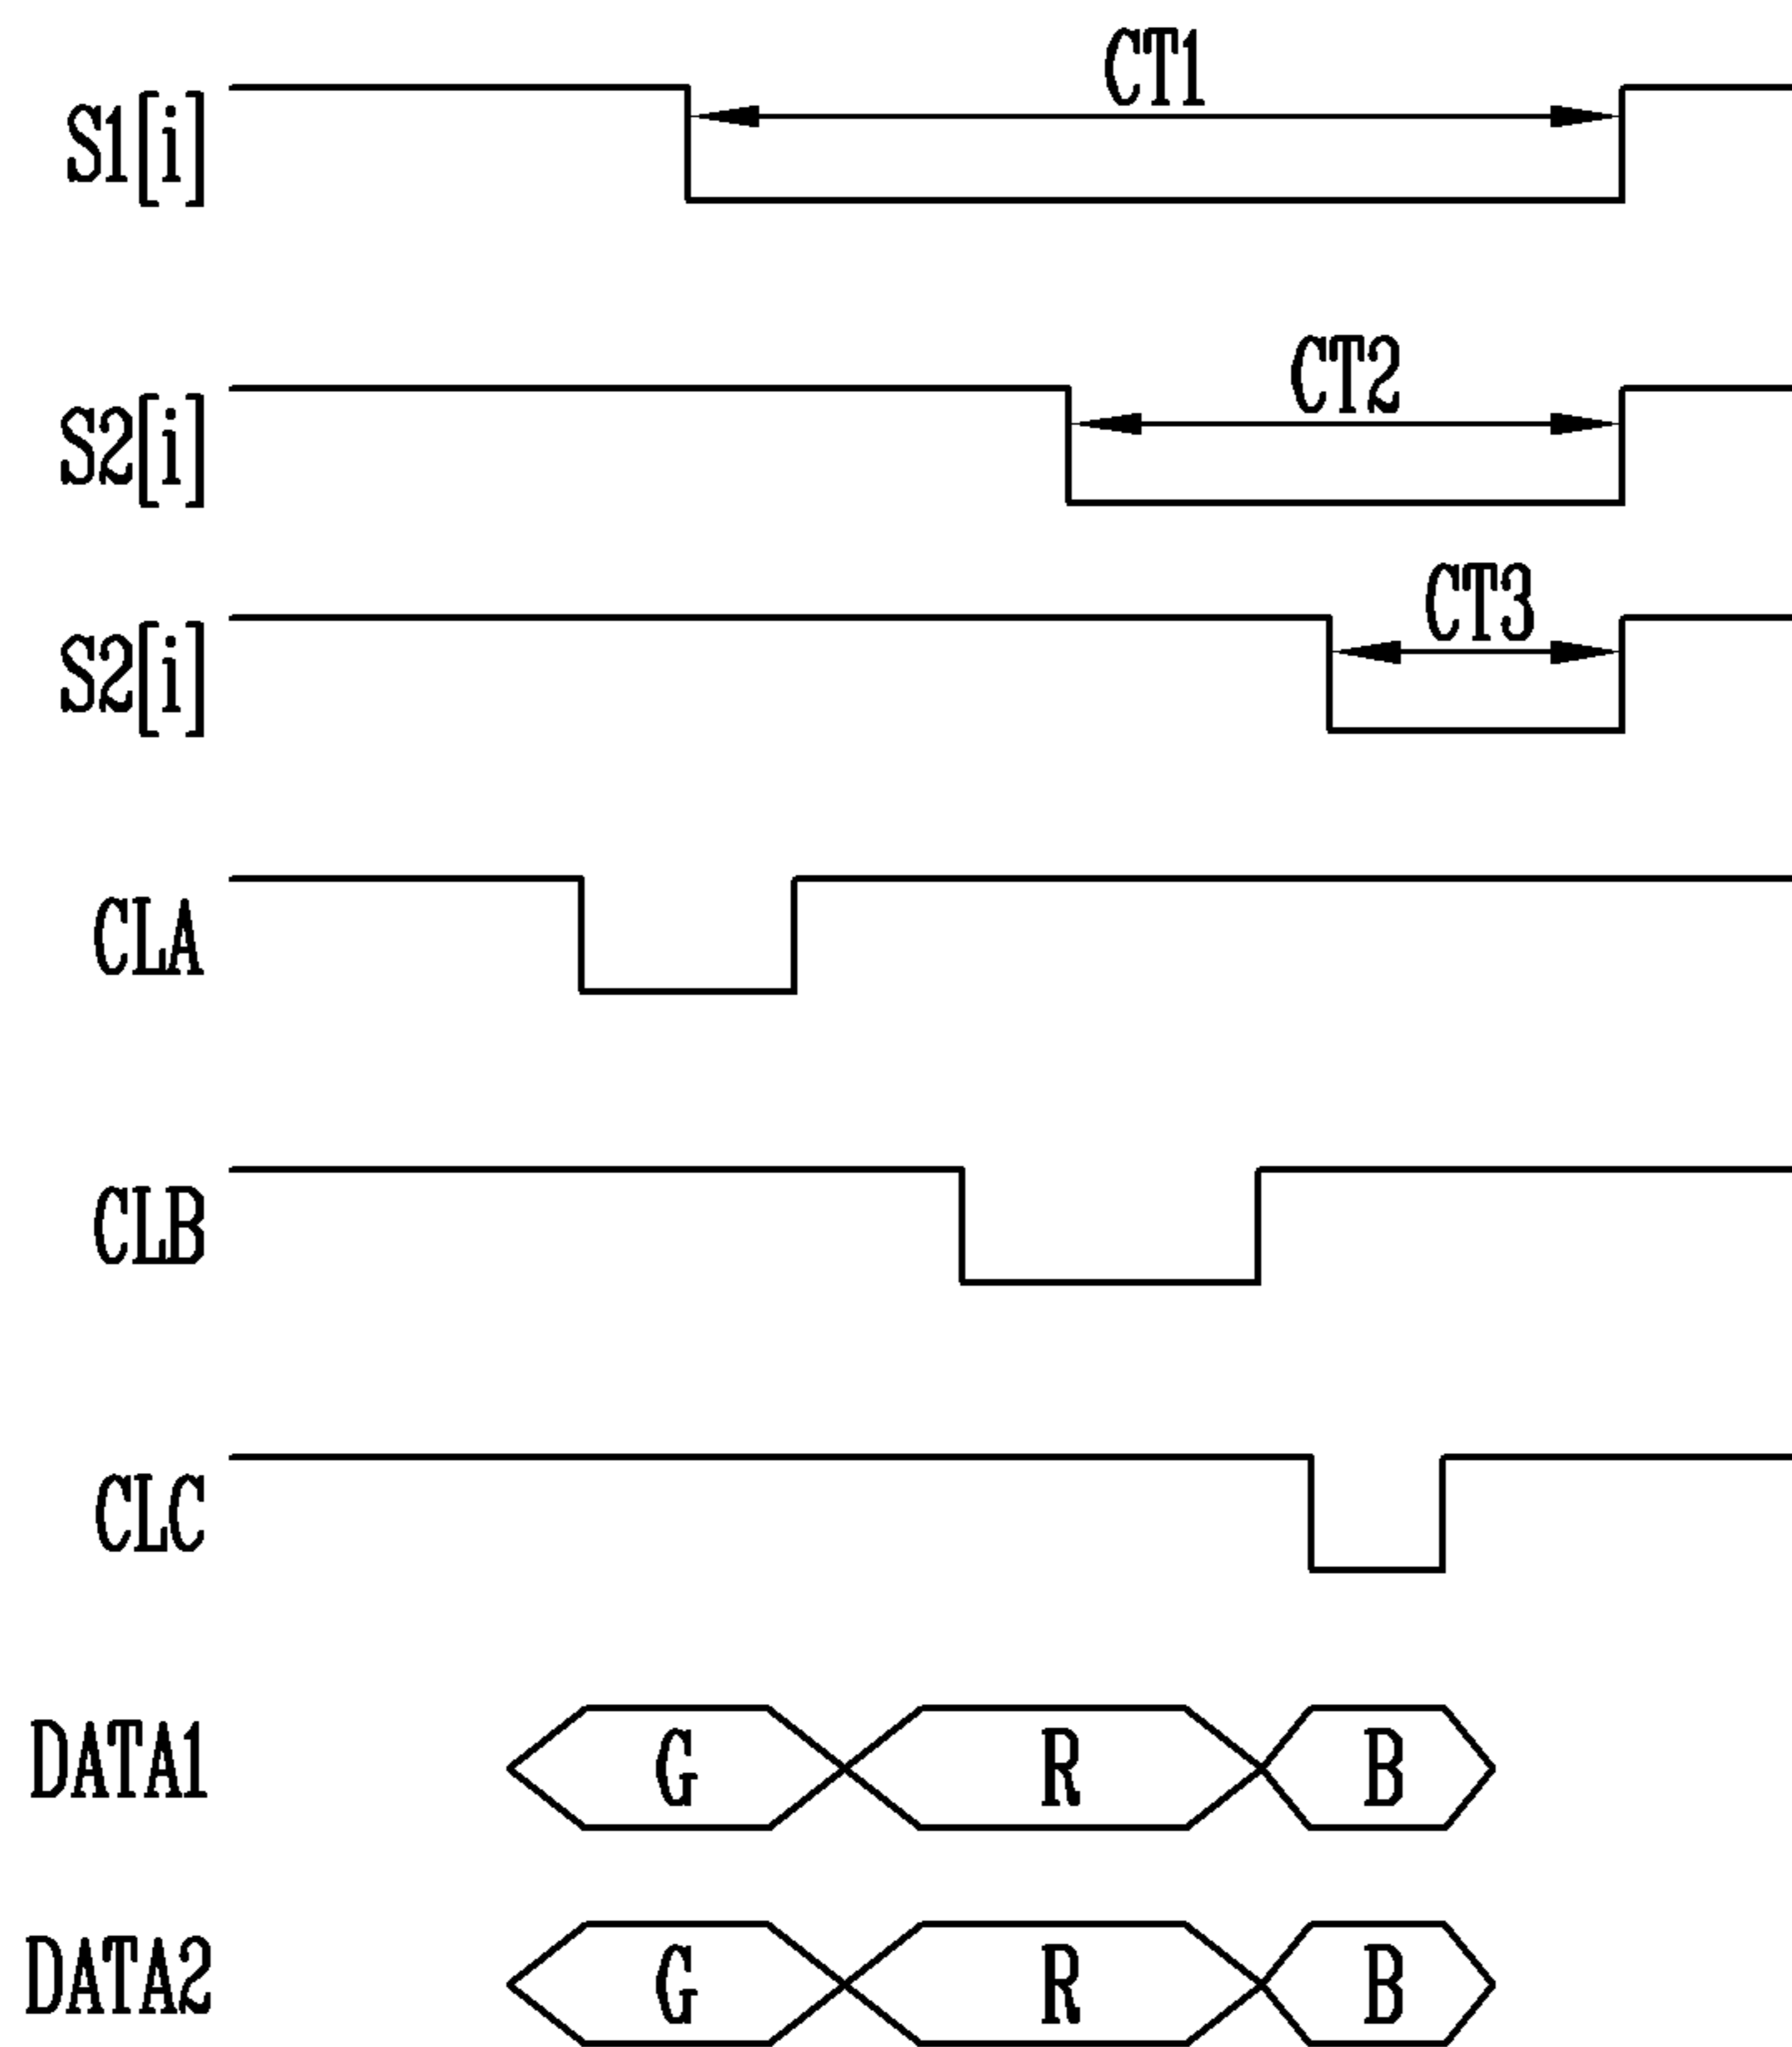 CT1
S1[i]
CT2
S2[i]
CT3
S2[i]
CLA
CLB
CLC
DATA1 G R B
DATA2 G R B